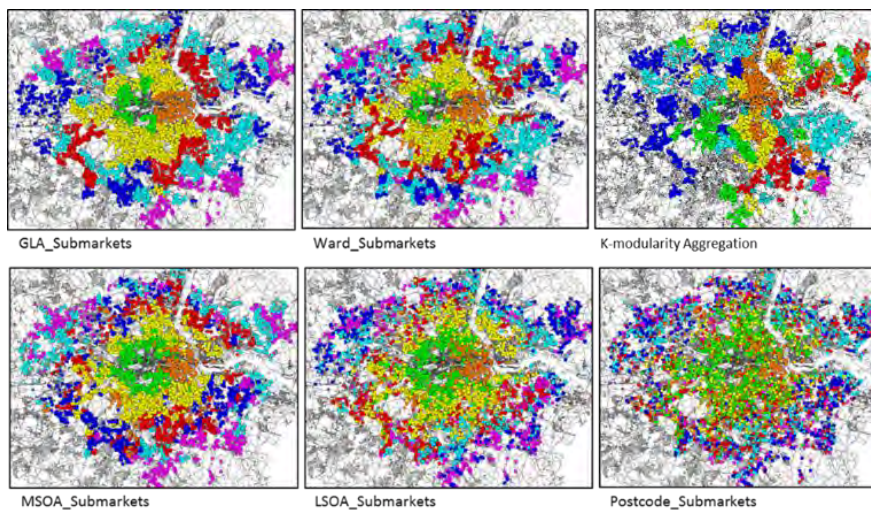 GLA_Submarkets
Ward_Submarkets
K-modularity Aggregation
MSOA_Submarkets
LSOA_Submarkets
Postcode_Submarkets